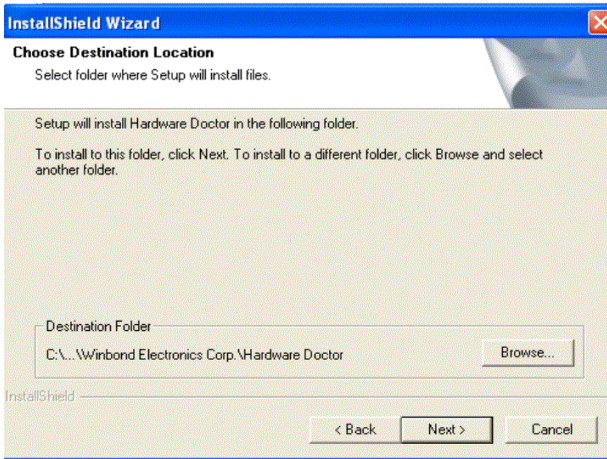 InstallShield Wizard
Choose Destination Location
Select folder where Setup will install files.
Setup will install Hardware Doctor in the following folder.
To install to this folder, click Next. To install to a different folder, click Browse and select
another folder.
Destination Folder
C:\...\Winbond Electronics Corp.\Hardware Doctor
Browse...
InstallShield
< Back
Next >
Cancel